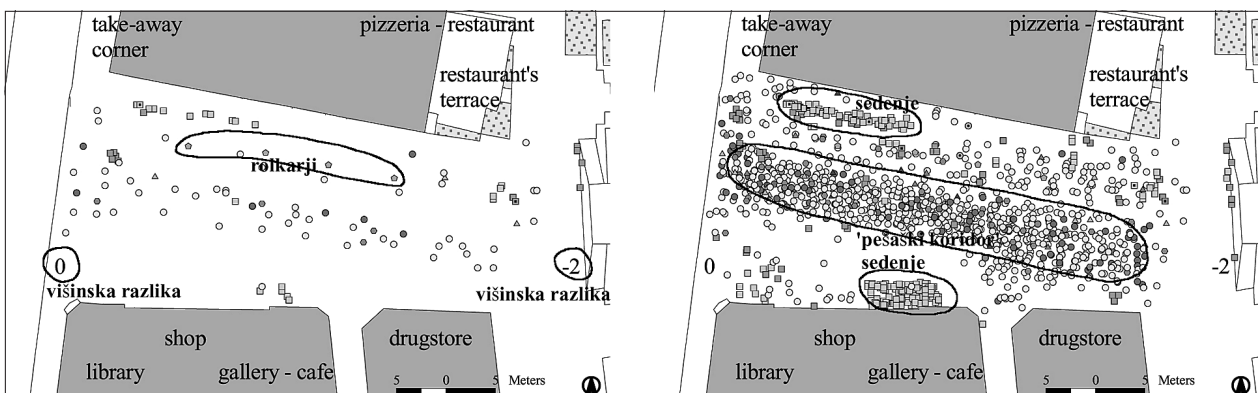 take-away
corner
pizzeria - restaurant
restaurant's
terrace
rolkarji
0
-2
višinska razlika
višinska razlika
shop
drugstore
library
gallery - cafe
5 0 5 Meters
take-away
corner
pizzeria - restaurant
restaurant's
terrace
sedenje
'pešaški koridor
sedenje
0
-2
shop
drugstore
library
gallery - cafe
5 0 5 Meters